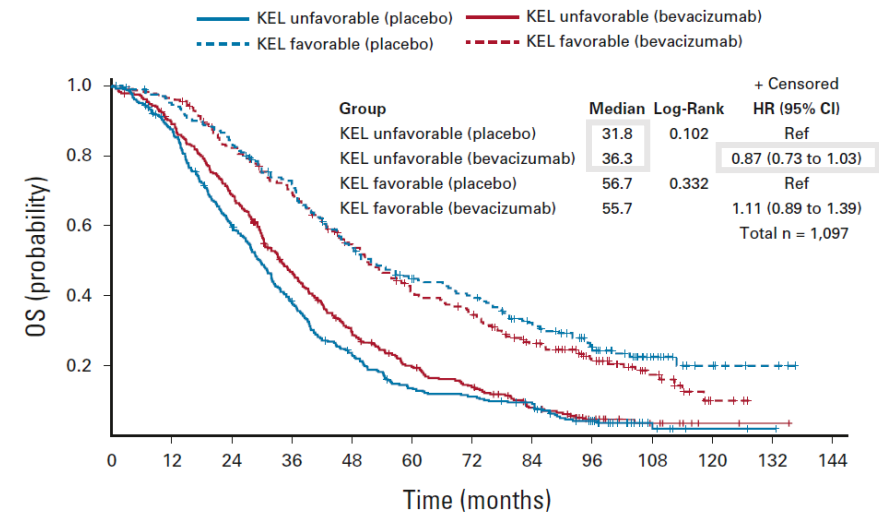 KEL unfavorable (placebo) KEL unfavorable (bevacizumab)
KEL favorable (placebo) KEL favorable (bevacizumab)
+ Censored
Group Median Log-Rank HR (95% CI)
KEL unfavorable (placebo) 31.8 0.102 Ref
KEL unfavorable (bevacizumab) 36.3 0.87 (0.73 to 1.03)
KEL favorable (placebo) 56.7 0.332 Ref
KEL favorable (bevacizumab) 55.7 1.11 (0.89 to 1.39)
Total n = 1,097
OS (probability)
1.0
0.8
0.6
0.4
0.2
0 12 24 36 48 60 72 84 96 108 120 132 144
Time (months)